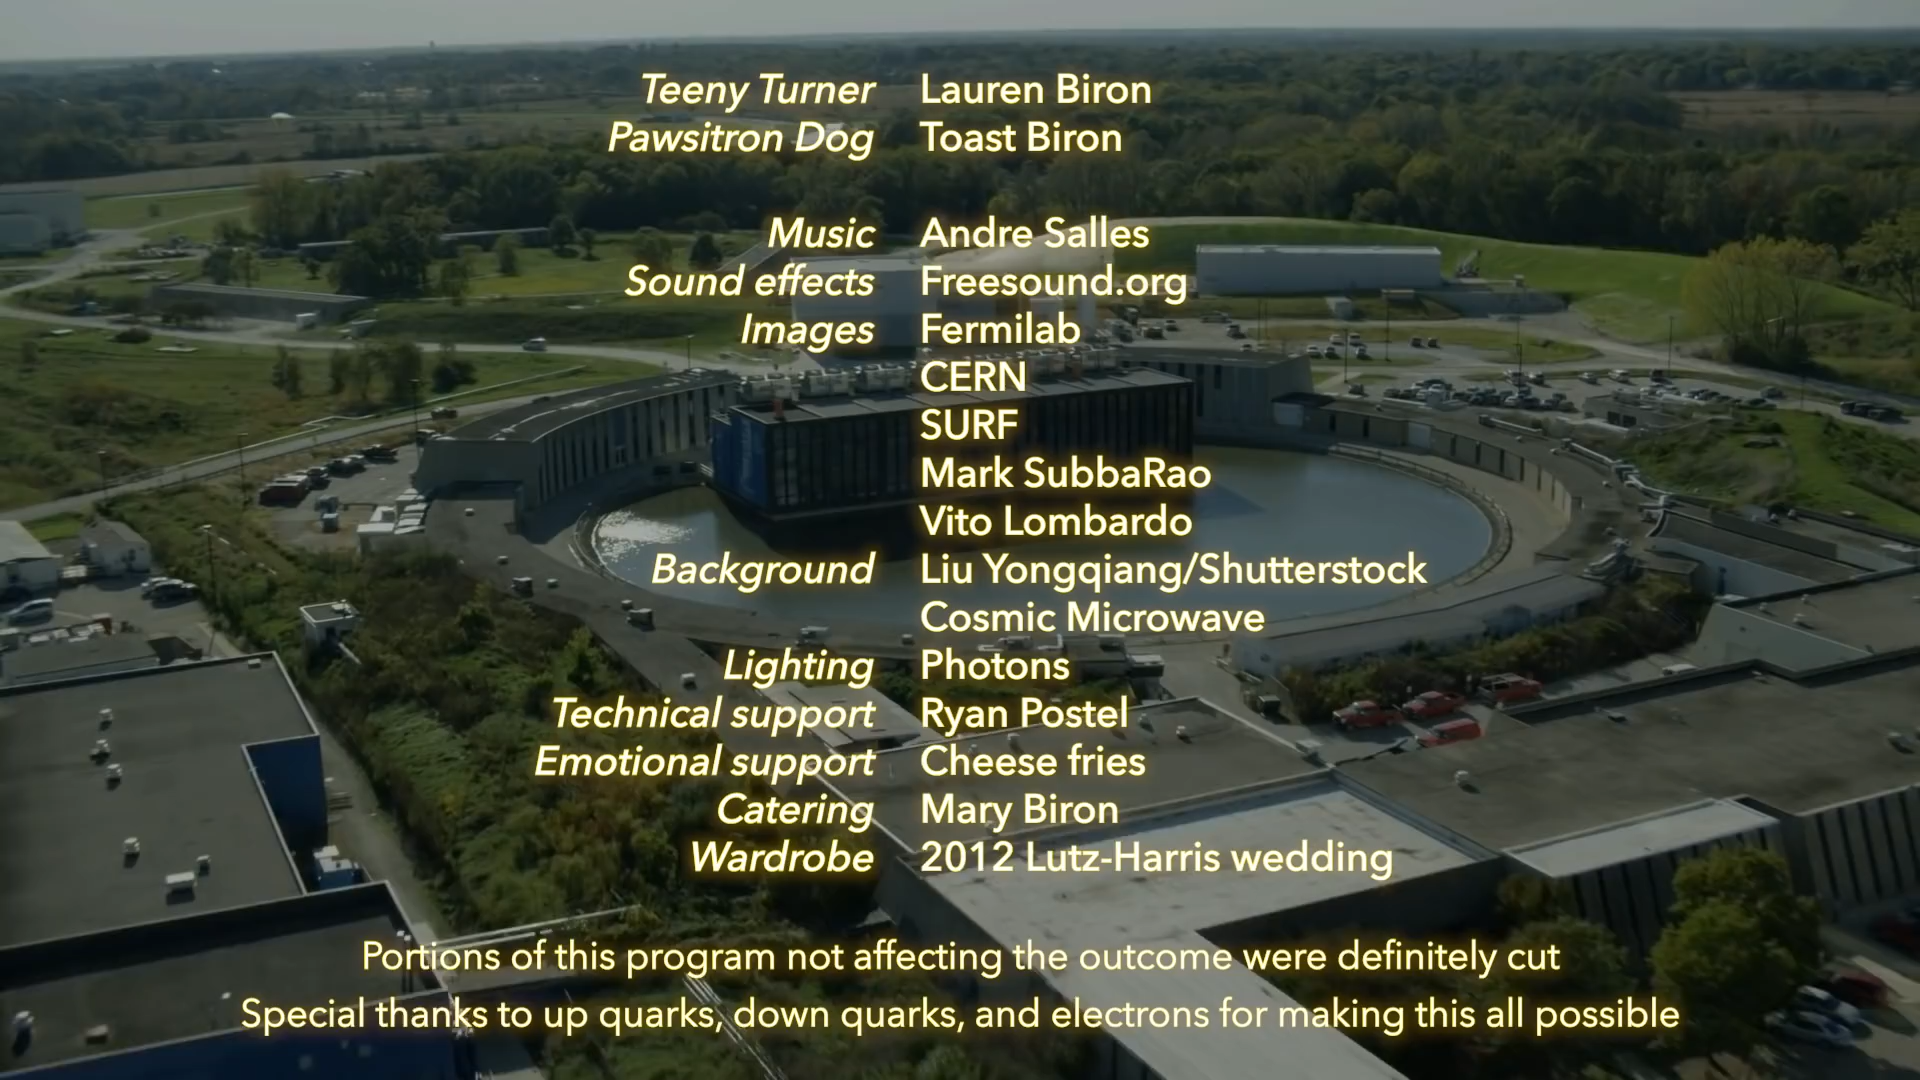 Teeny Turner Lauren Biron
Pawsitron Dog Toast Biron
Music Andre Salles
Sound effects Freesound.org
Images Fermilab
CERN
SURF
Mark SubbaRao
Vito Lombardo
Background Liu Yongqiang/Shutterstock
Cosmic Microwave
Lighting Photons
Technical support Ryan Postel
Emotional support Cheese fries
Catering Mary Biron
Wardrobe 2012 Lutz-Harris wedding
Portions of this program not affecting the outcome were definitely cut
Special thanks to up quarks, down quarks, and electrons for making this all possible